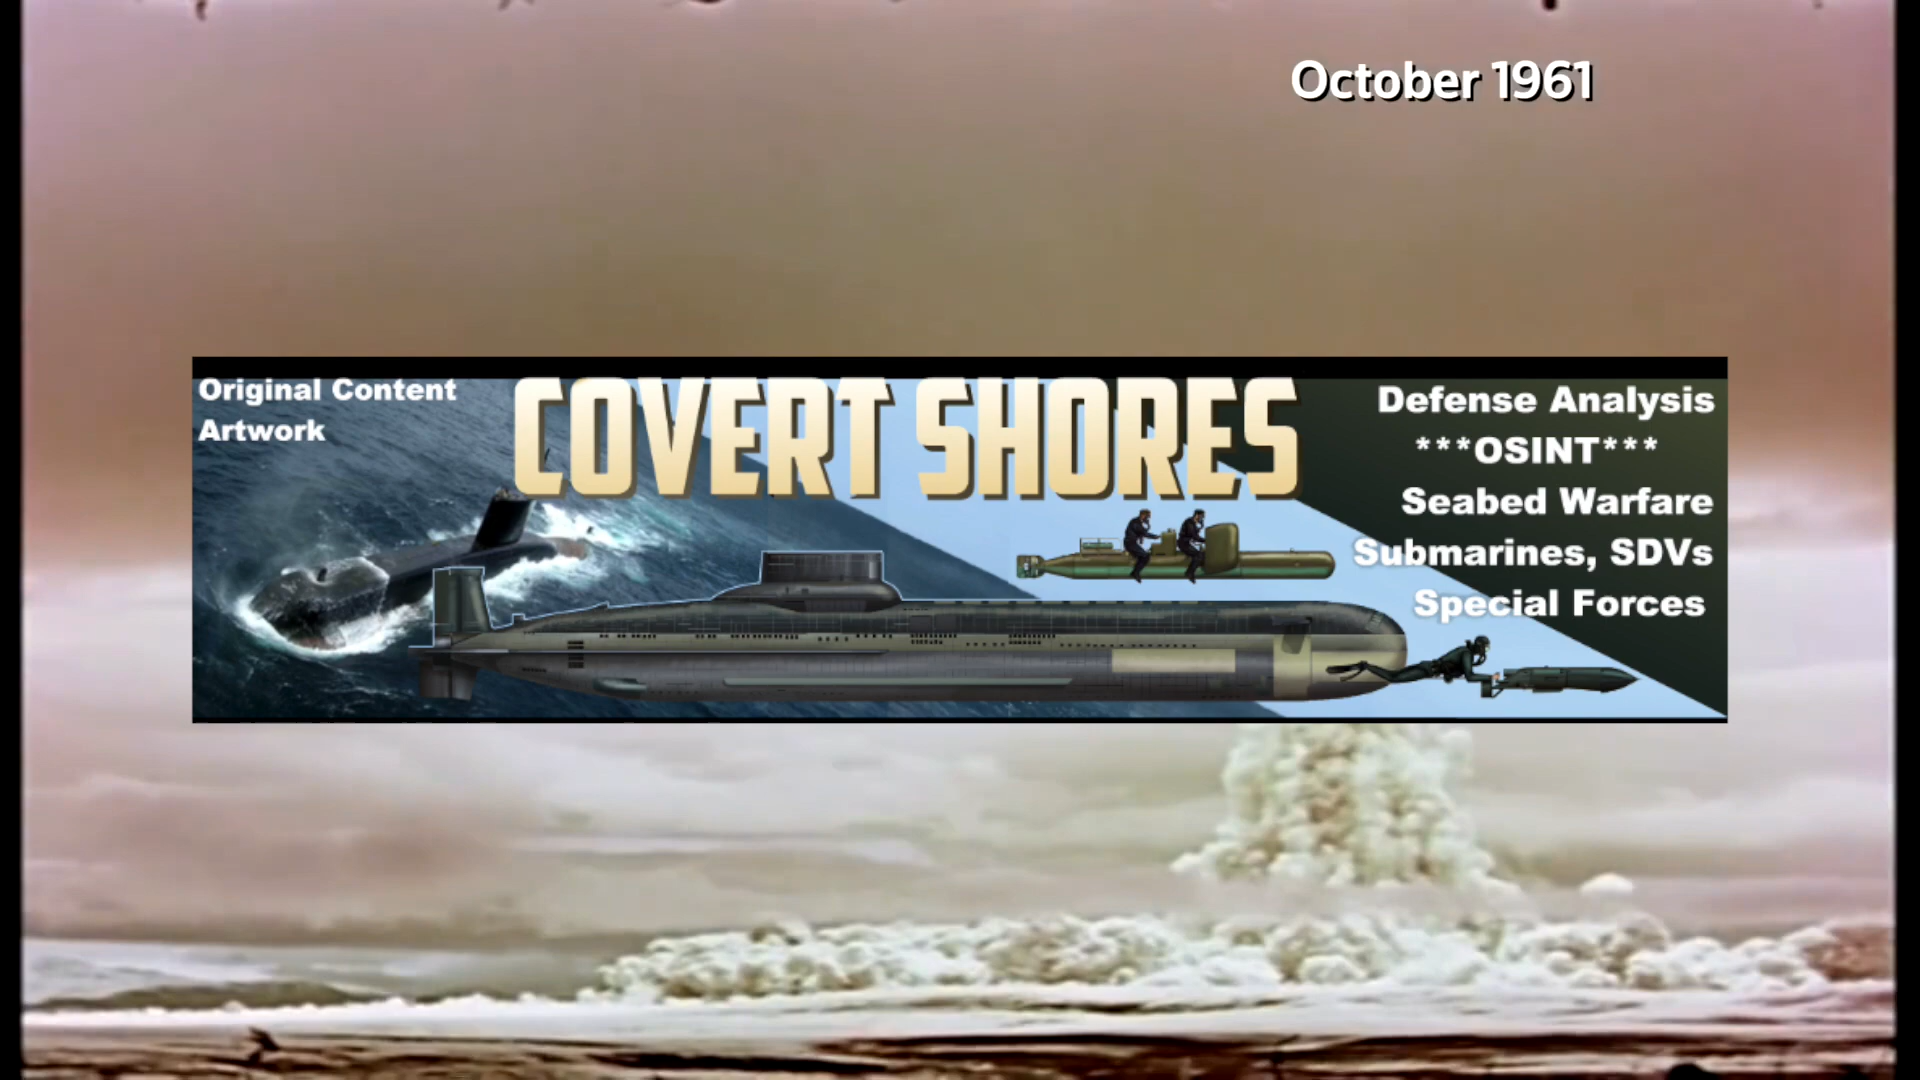 October 1961
Original Content
Artwork
COVERT SHORES
Defense Analysis
***OSINT***
Seabed Warfare
Submarines, SDVs
Special Forces